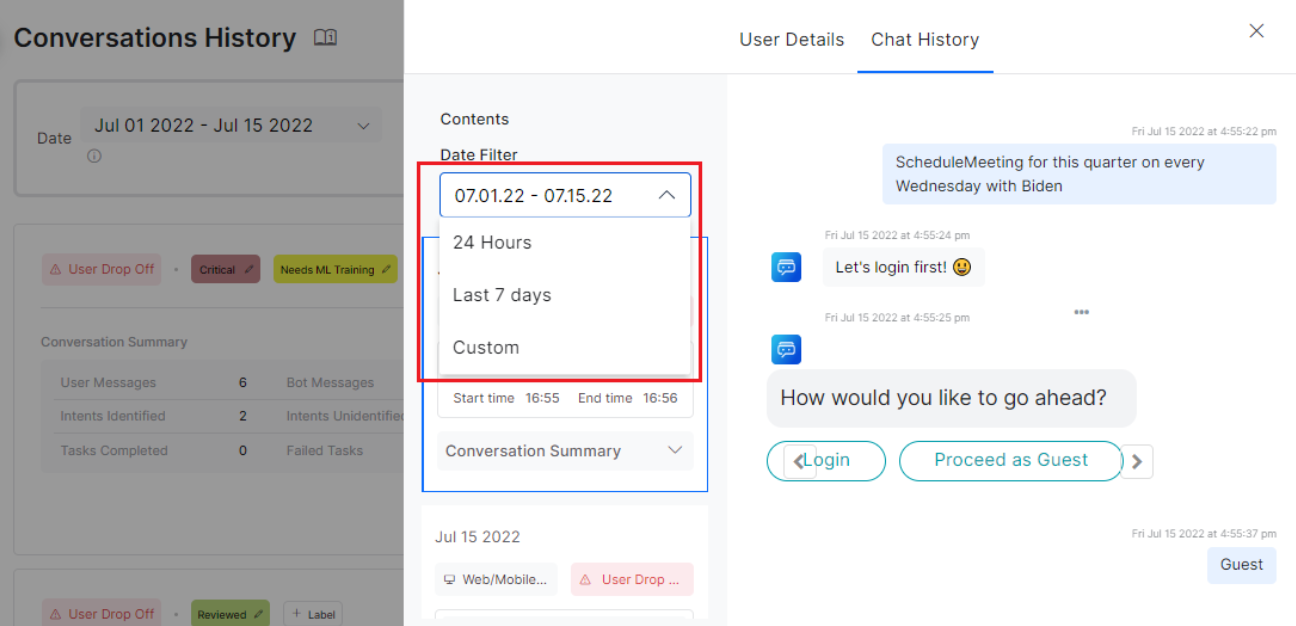 Conversations History
Date
Jul 01 2022 - Jul 15 2022
User Drop Off
Critical
Needs ML Training
Conversation Summary
User Messages 6 Bot Messages
Intents Identified 2 Intents Unidentified
Tasks Completed 0 Failed Tasks
User Drop Off
Reviewed
+ Label
User Details
Chat History
Contents
Date Filter
07.01.22 - 07.15.22
24 Hours
Last 7 days
Custom
Start time 16:55 End time 16:56
Conversation Summary
Jul 15 2022
Web/Mobile...
User Drop ...
Fri Jul 15 2022 at 4:55:22 pm
ScheduleMeeting for this quarter on every
Wednesday with Biden
Fri Jul 15 2022 at 4:55:24 pm
Let's login first! 😃
Fri Jul 15 2022 at 4:55:25 pm
How would you like to go ahead?
Login
Proceed as Guest
Fri Jul 15 2022 at 4:55:37 pm
Guest